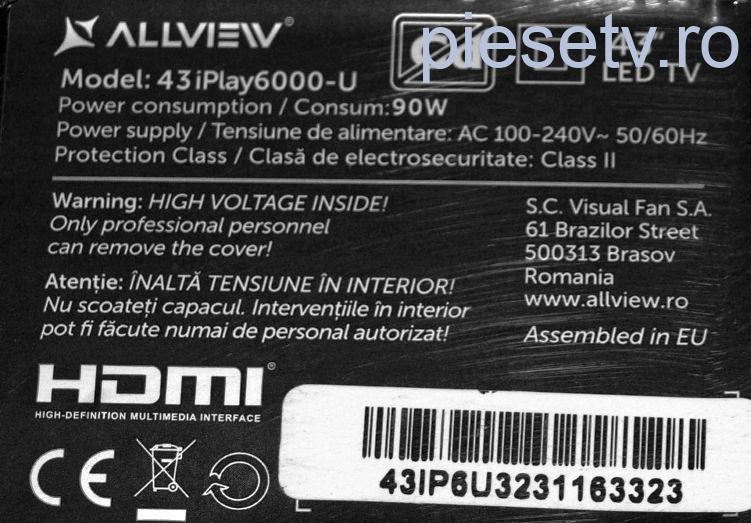 ALLVIEW®
piesetv.ro
43"
LED TV
Model: 43iPlay6000-U
Power consumption / Consum:90W
Power supply / Tensiune de alimentare: AC 100-240V~ 50/60Hz
Protection Class / Clasă de electrosecuritate: Class II
Warning: HIGH VOLTAGE INSIDE!
Only professional personnel
can remove the cover!
Atenție: ÎNALTĂ TENSIUNE ÎN INTERIOR!
Nu scoateți capacul. Intervențiile în interior
pot fi făcute numai de personal autorizat!
S.C. Visual Fan S.A.
61 Brazilor Street
500313 Brasov
Romania
www.allview.ro
Assembled in EU
HDMI®
HIGH-DEFINITION MULTIMEDIA INTERFACE
CE
43IP6U3231163323